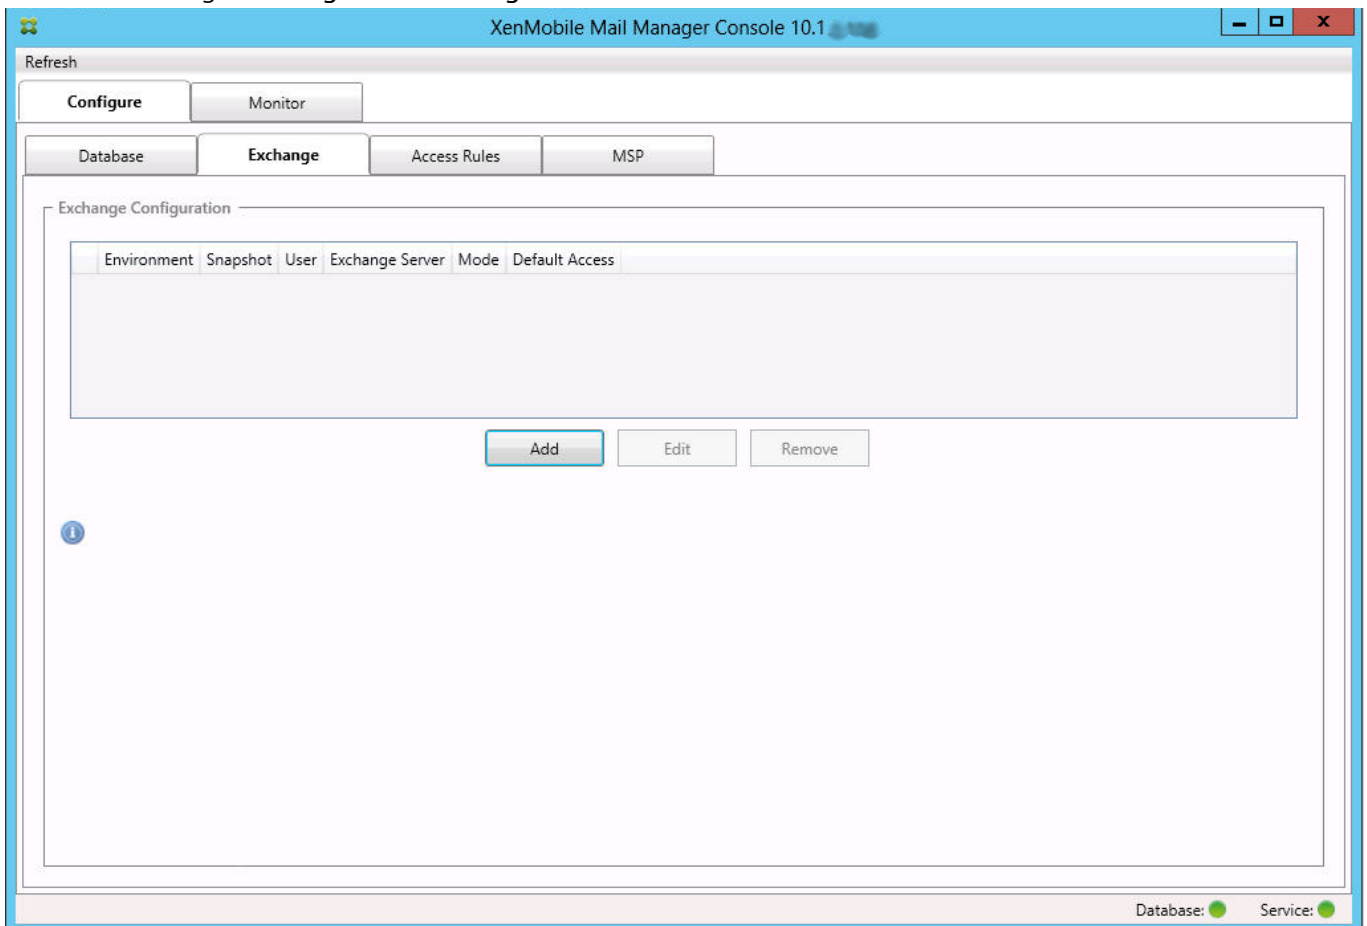 XenMobile Mail Manager Console 10.1
Refresh
Configure Monitor
Database Exchange Access Rules MSP
Exchange Configuration
Environment Snapshot User Exchange Server Mode Default Access
Add Edit Remove
Database: Service: